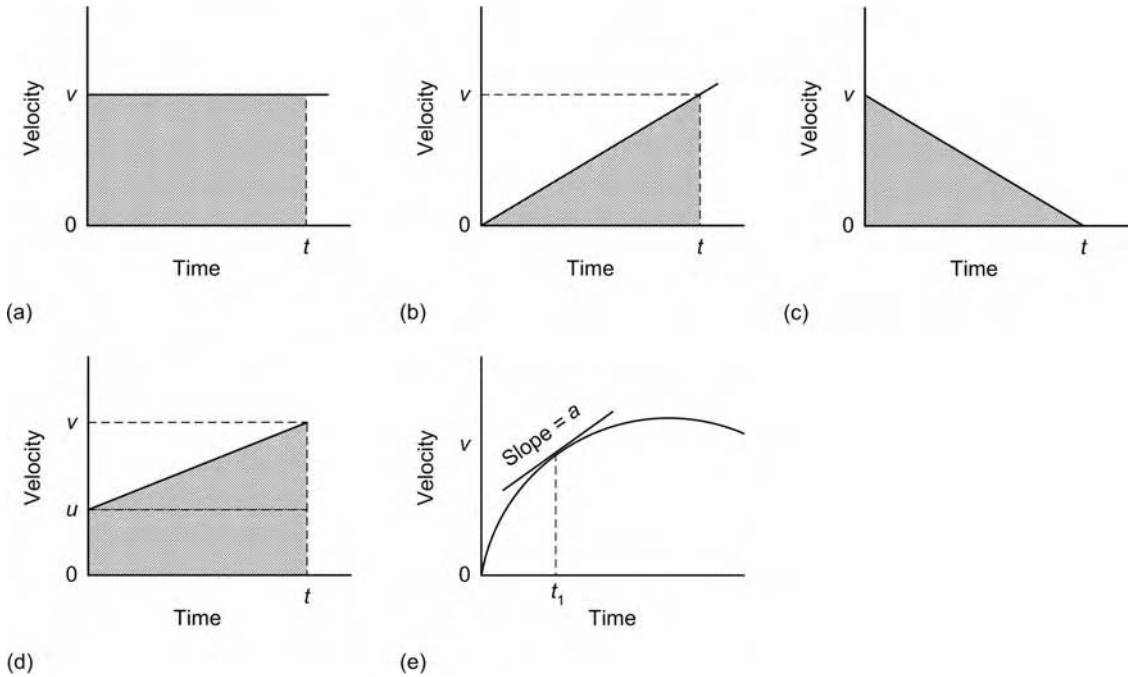 Velocity
v
0
t
Time
(a)
Velocity
v
0
t
Time
(b)
Velocity
v
0
t
Time
(c)
Velocity
v
u
0
t
Time
(d)
Velocity
v
0
Slope = a
t₁
Time
(e)